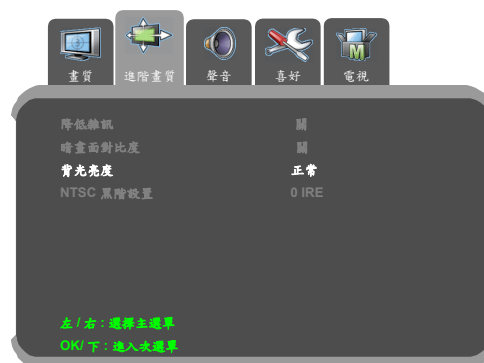 畫質 進階畫質 聲音 喜好 電視
降低雜訊 關
暗畫面對比度 關
背光亮度 正常
NTSC 黑階設置 0 IRE
左 / 右 : 選擇主選單
OK/ 下 : 進入次選單